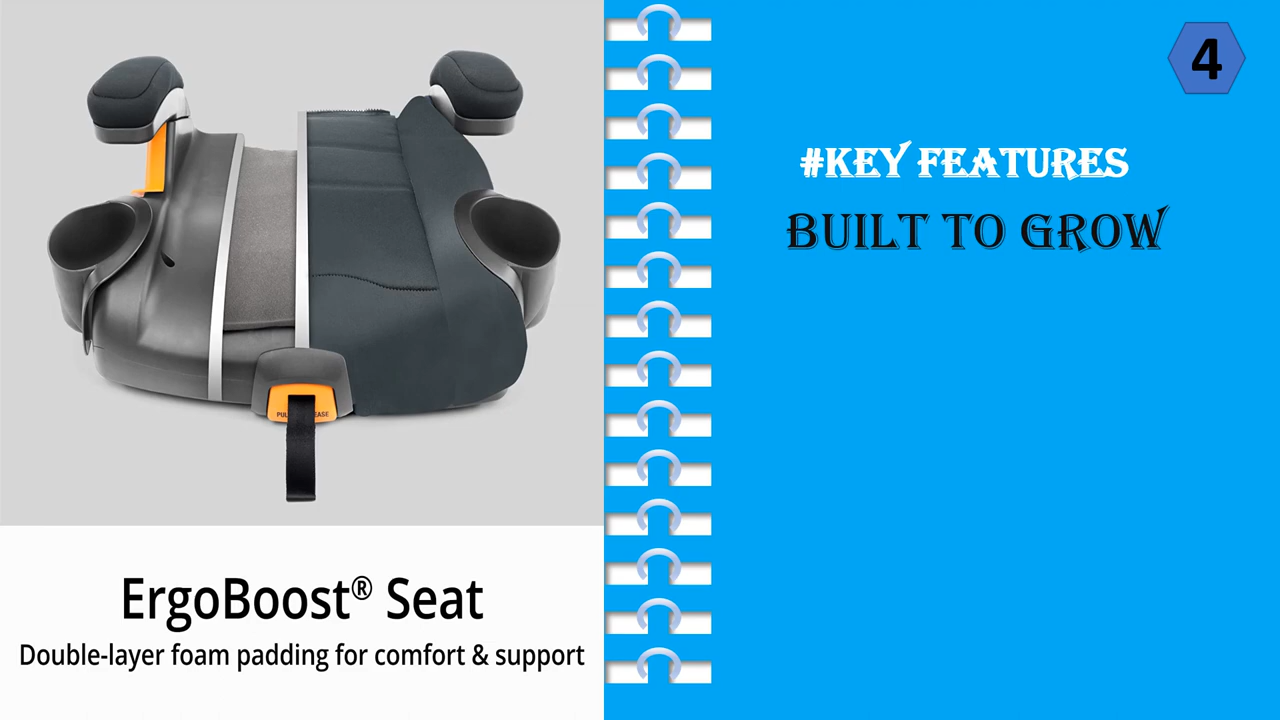 ErgoBoost® Seat
Double-layer foam padding for comfort & support
4
#KEY FEATURES
BUILT TO GROW